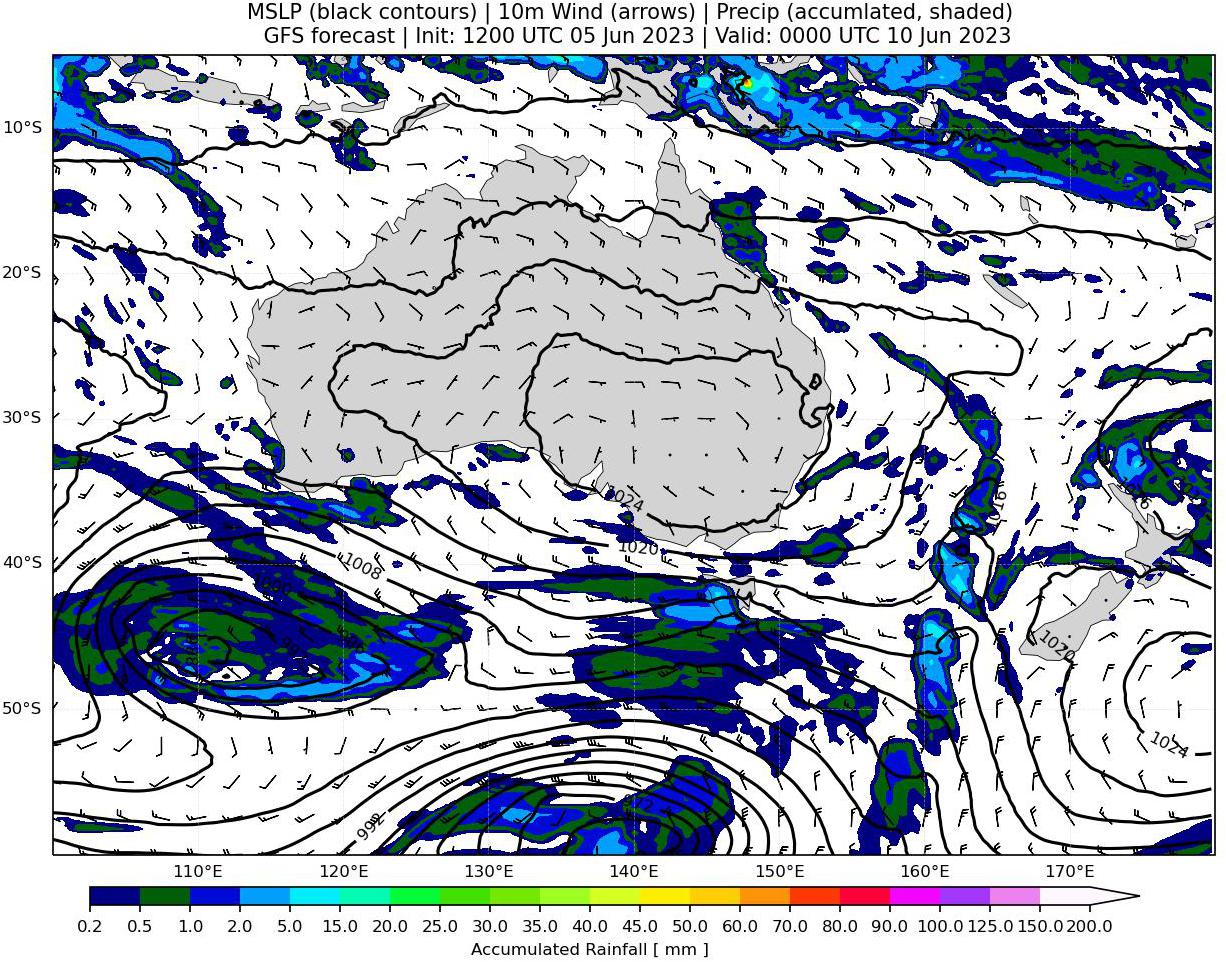 MSLP (black contours) | 10m Wind (arrows) | Precip (accumlated, shaded)
GFS forecast | Init: 1200 UTC 05 Jun 2023 | Valid: 0000 UTC 10 Jun 2023
10°S
20°S
30°S
40°S
50°S
1024
1016
1020
1008
1000
1020
1024
992
110°E 120°E 130°E 140°E 150°E 160°E 170°E
0.2 0.5 1.0 2.0 5.0 15.0 20.0 25.0 30.0 35.0 40.0 45.0 50.0 60.0 70.0 80.0 90.0 100.0 125.0 150.0 200.0
Accumulated Rainfall [ mm ]